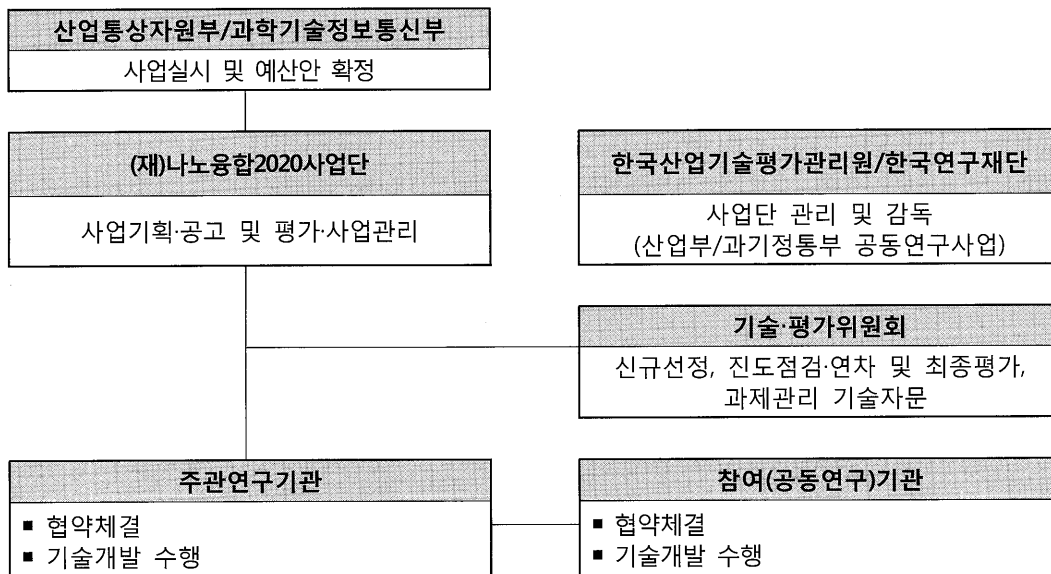 산업통상자원부/과학기술정보통신부
사업실시 및 예산안 확정
(재)나노융합2020사업단
사업기획·공고 및 평가·사업관리
한국산업기술평가관리원/한국연구재단
사업단 관리 및 감독
(산업부/과기정통부 공동연구사업)
기술·평가위원회
신규선정, 진도점검·연차 및 최종평가,
과제관리 기술자문
주관연구기관
■ 협약체결
■ 기술개발 수행
참여(공동연구)기관
■ 협약체결
■ 기술개발 수행